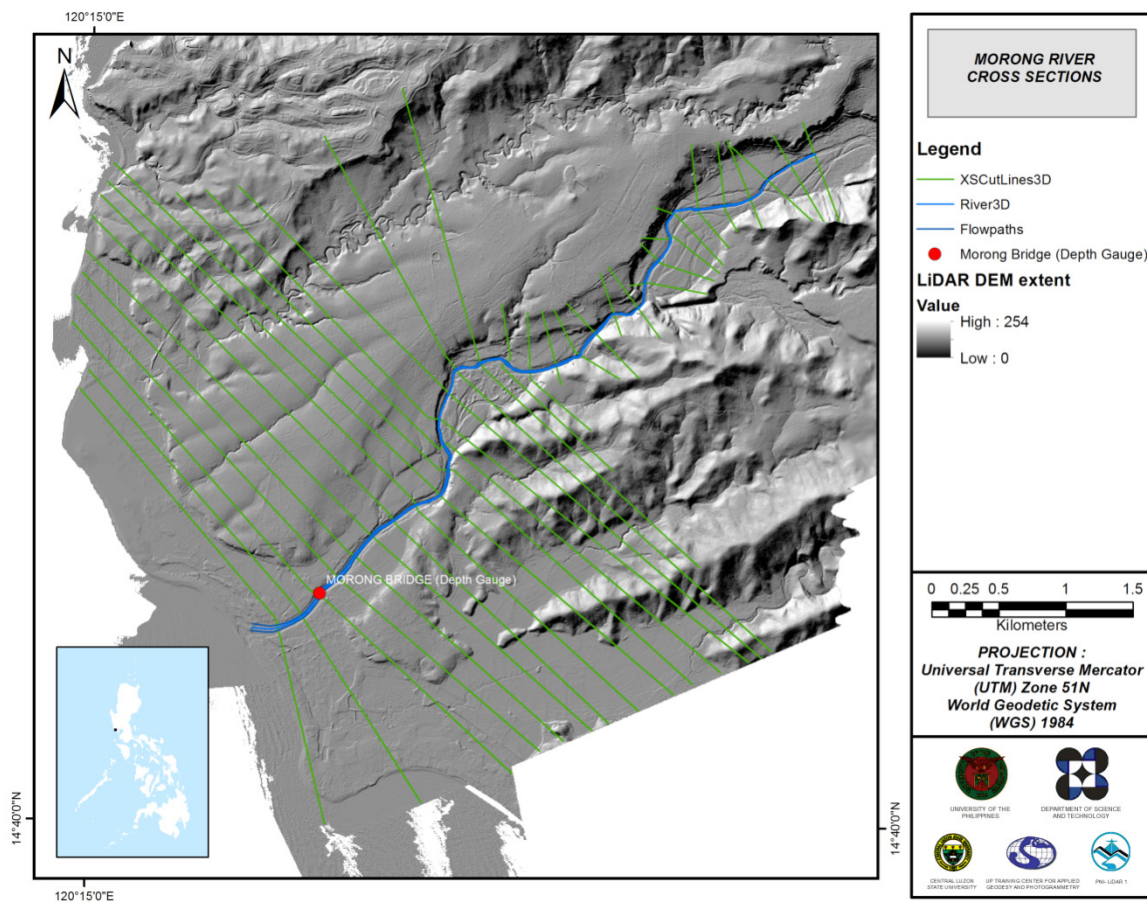 120°15'0"E
N
MORONG BRIDGE (Depth Gauge)
14°40'0"N
14°40'0"N
120°15'0"E
MORONG RIVER
CROSS SECTIONS
Legend
XSCutLines3D
River3D
Flowpaths
Morong Bridge (Depth Gauge)
LiDAR DEM extent
Value
High : 254
Low : 0
0 0.25 0.5 1 1.5
Kilometers
PROJECTION :
Universal Transverse Mercator
(UTM) Zone 51N
World Geodetic System
(WGS) 1984
UNIVERSITY OF THE
PHILIPPINES
DEPARTMENT OF SCIENCE
AND TECHNOLOGY
CENTRAL LUZON
STATE UNIVERSITY
UP TRAINING CENTER FOR APPLIED
GEODESY AND PHOTOGRAMMETRY
PHIL-LIDAR 1